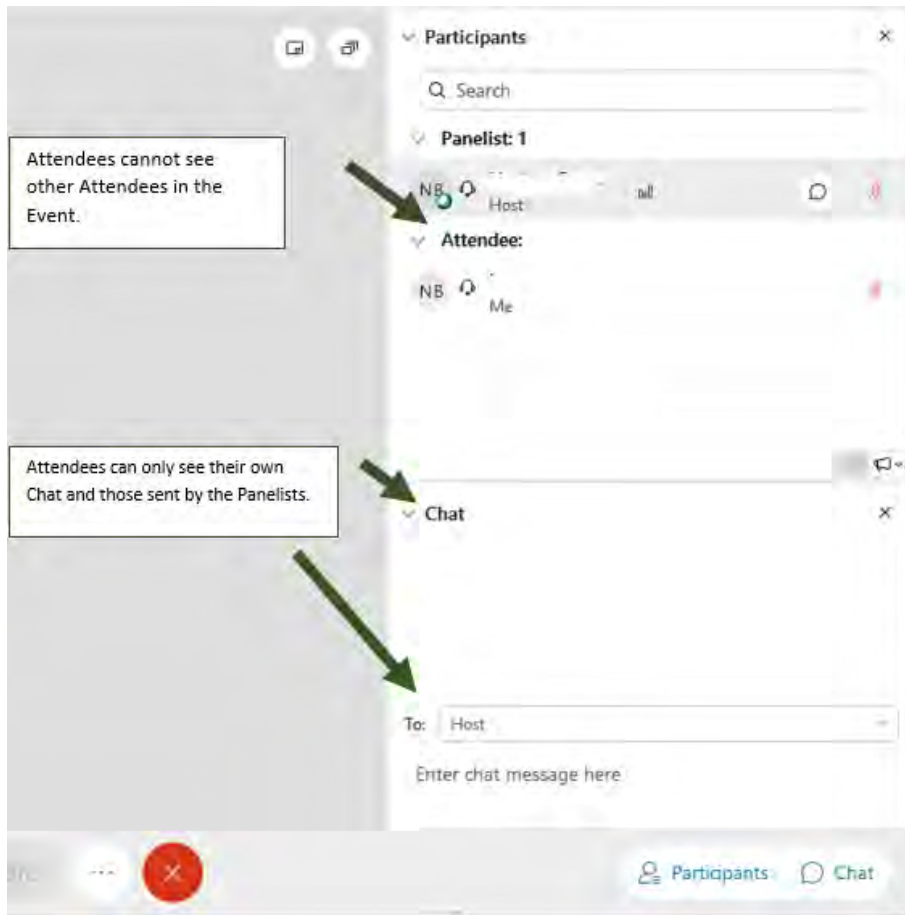 Participants
Search
Panelist: 1
Attendees cannot see
other Attendees in the
Event.
NB
Host
Attendee:
NB
Me
Attendees can only see their own
Chat and those sent by the Panelists.
Chat
To: Host
Enter chat message here
Participants Chat